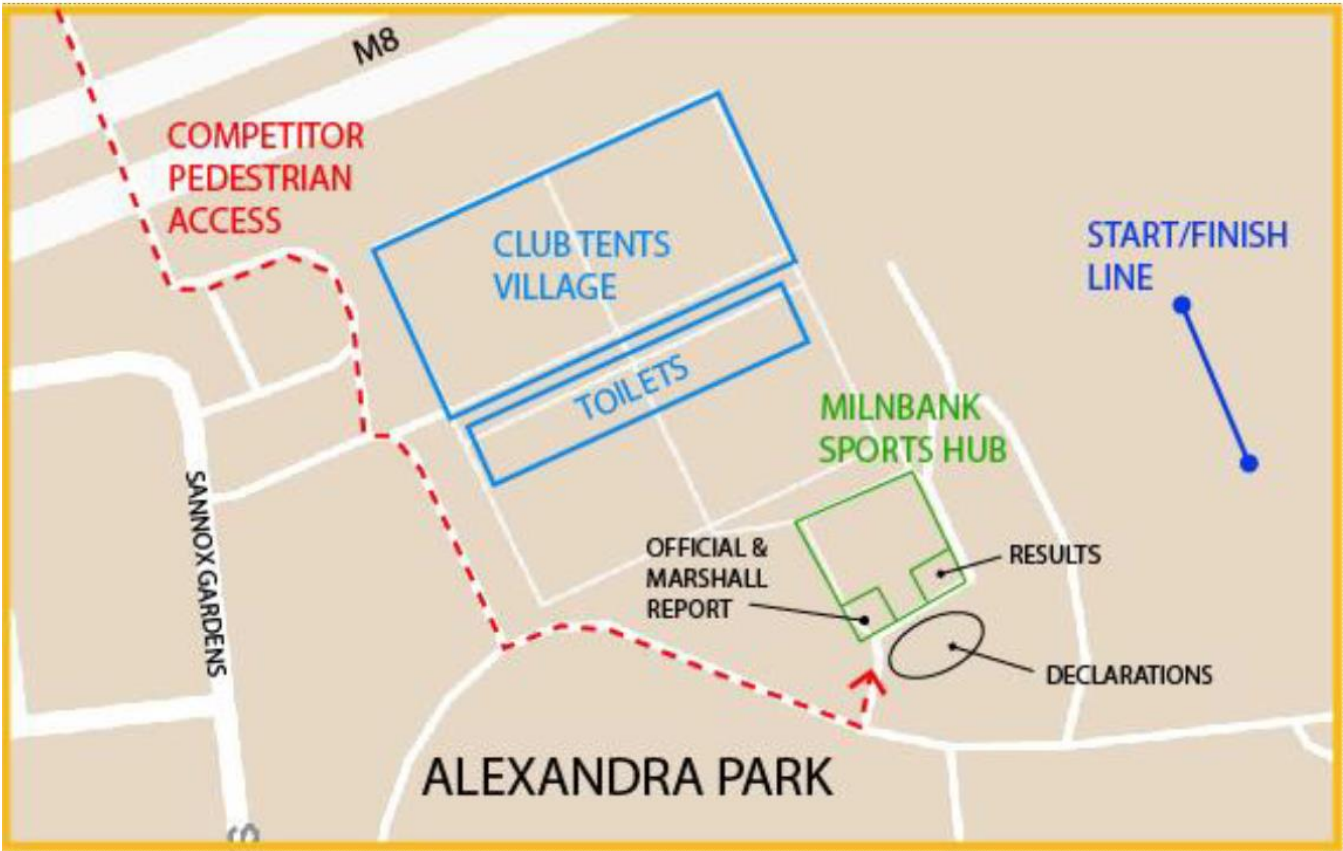 M8
COMPETITOR
PEDESTRIAN
ACCESS
CLUB TENTS
VILLAGE
START/FINISH
LINE
TOILETS
MILNBANK
SPORTS HUB
SANNOX GARDENS
OFFICIAL &
MARSHALL
REPORT
RESULTS
DECLARATIONS
ALEXANDRA PARK